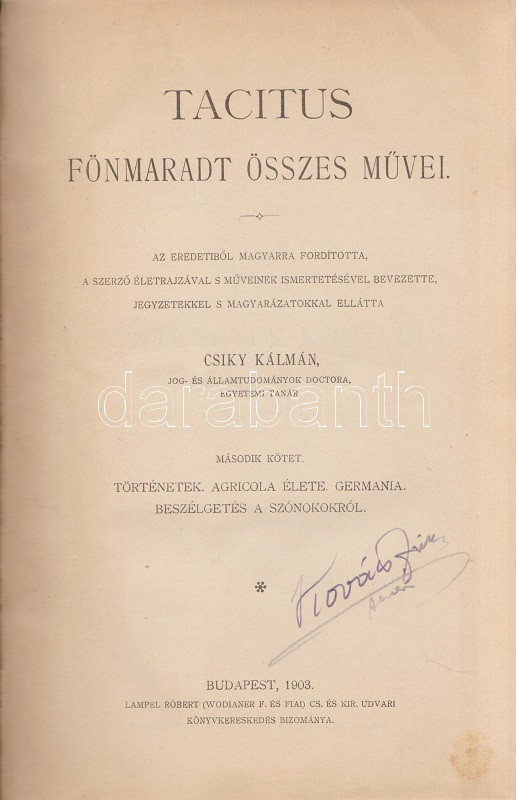 TACITUS
FÖNMARADT ÖSSZES MŰVEI.
AZ EREDETIBŐL MAGYARRA FORDÍTOTTA,
A SZERZŐ ÉLETRAJZÁVAL S MŰVEINEK ISMERTETÉSÉVEL BEVEZETTE,
JEGYZETEKKEL S MAGYARÁZATOKKAL ELLÁTTA
CSIKY KÁLMÁN,
JOG- ÉS ÁLLAMTUDOMÁNYOK DOCTORA,
EGYETEMI TANÁR.
darabanth
MÁSODIK KÖTET.
TÖRTÉNETEK. AGRICOLA ÉLETE. GERMANIA.
BESZÉLGETÉS A SZÓNOKOKRÓL.
Kovács
BUDAPEST, 1903.
LAMPEL RÓBERT (WODIANER F. ÉS FIAI) CS. ÉS KIR. UDVARI
KÖNYVKERESKEDÉS BIZOMÁNYA.